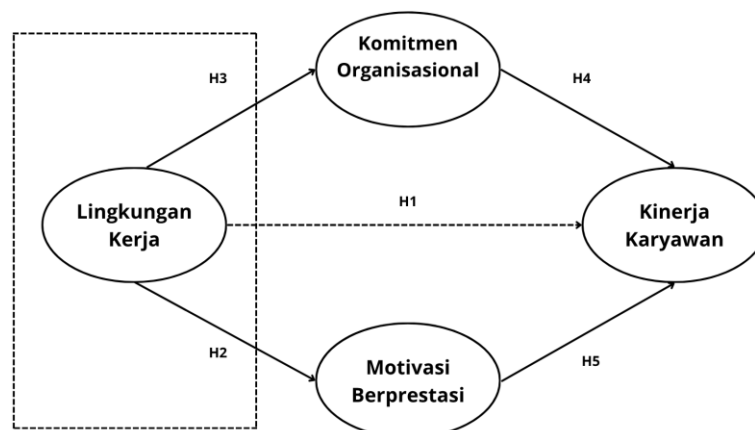 Komitmen
Organisasional
H3
H4
H1
Lingkungan
Kerja
Kinerja
Karyawan
H2
H5
Motivasi
Berprestasi